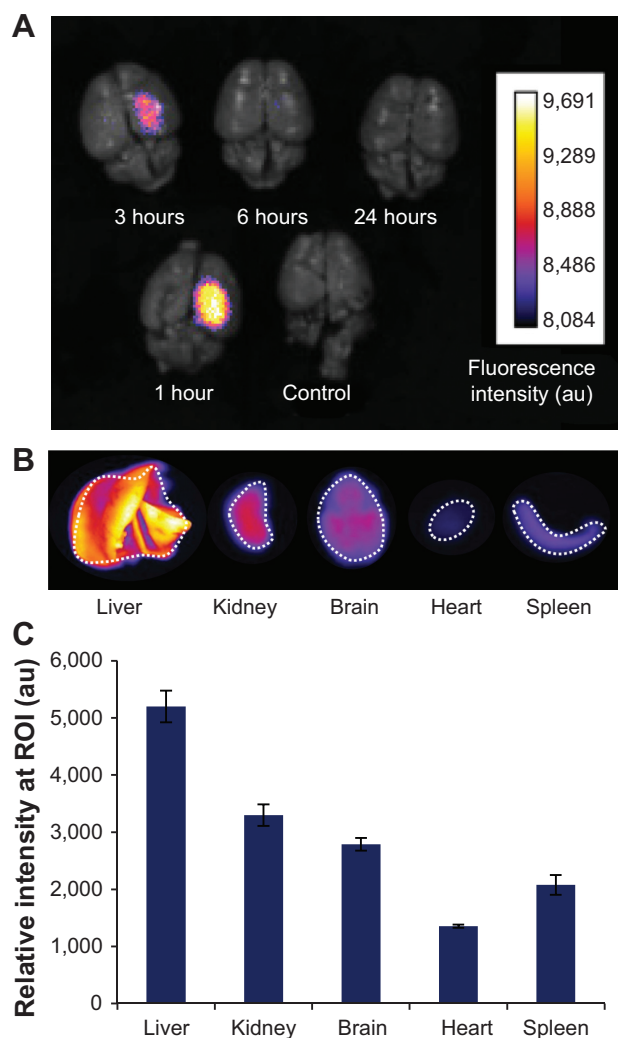 A
3 hours
6 hours
24 hours
1 hour
Control
9,691
9,289
8,888
8,486
8,084
Fluorescence
intensity (au)
B
Liver
Kidney
Brain
Heart
Spleen
C
Relative intensity at ROI (au)
6,000
5,000
4,000
3,000
2,000
1,000
0
Liver
Kidney
Brain
Heart
Spleen